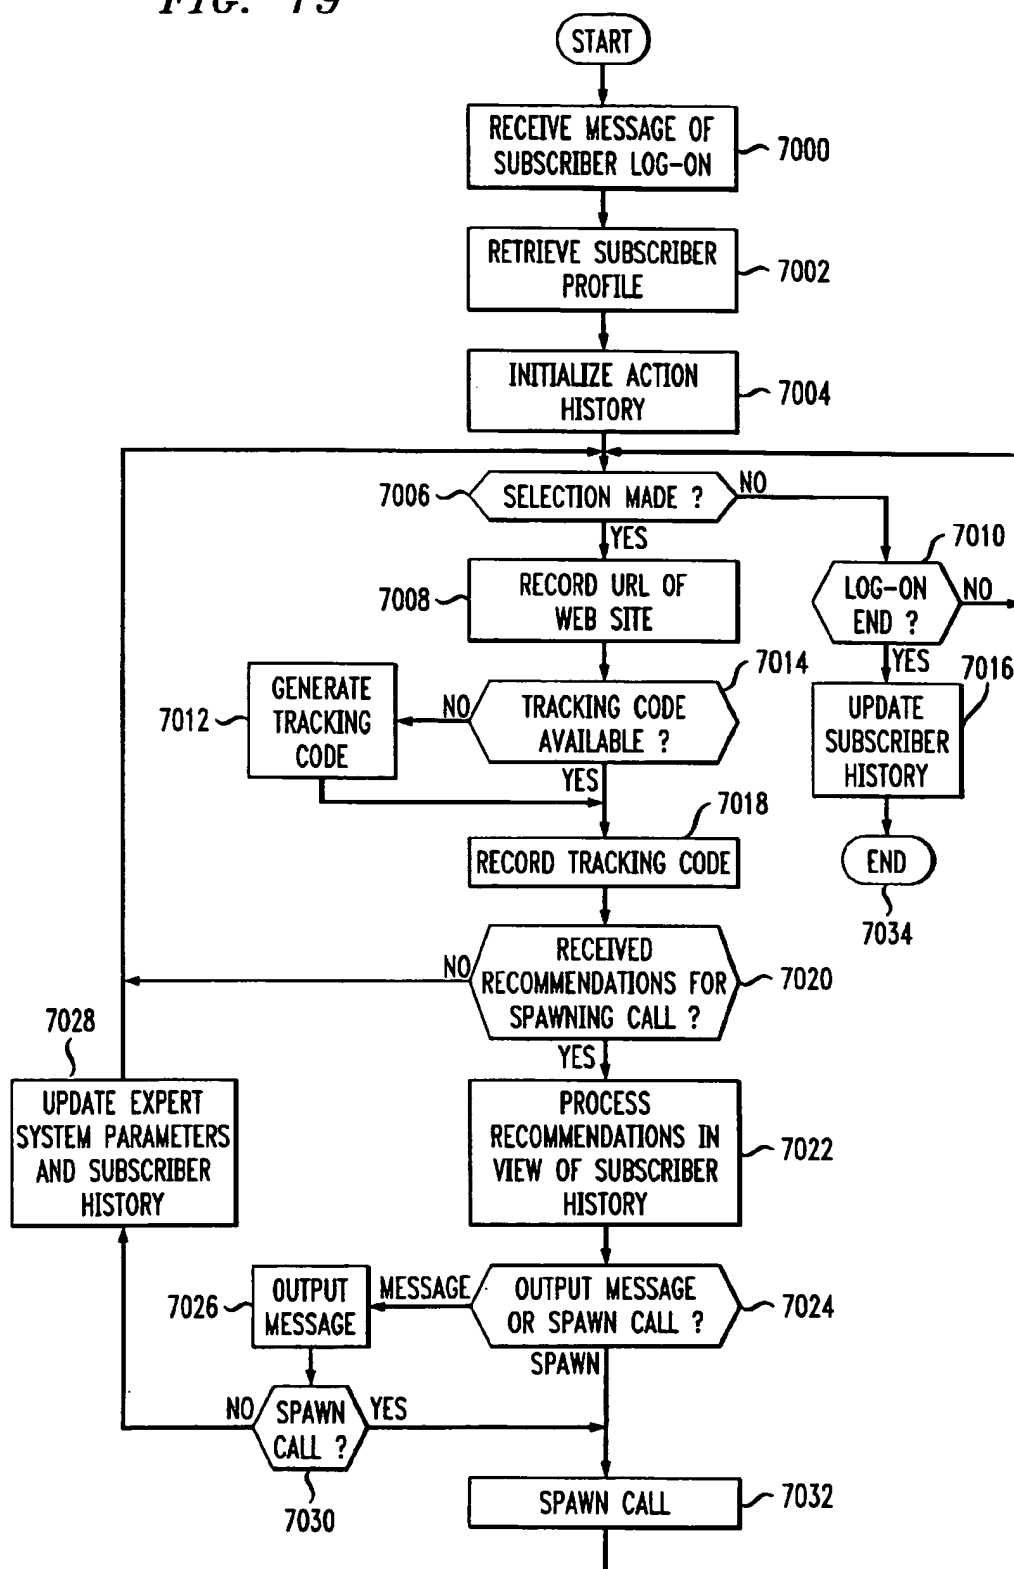 FIG. 79
START
RECEIVE MESSAGE OF
SUBSCRIBER LOG-ON
7000
RETRIEVE SUBSCRIBER
PROFILE
7002
INITIALIZE ACTION
HISTORY
7004
7006
SELECTION MADE ?
NO
YES
7010
LOG-ON
END ?
NO
YES
7008
RECORD URL OF
WEB SITE
7014
7016
GENERATE
TRACKING
CODE
7012
NO
TRACKING CODE
AVAILABLE ?
YES
UPDATE
SUBSCRIBER
HISTORY
7018
RECORD TRACKING CODE
END
7034
RECEIVED
RECOMMENDATIONS FOR
SPAWNING CALL ?
NO
7020
YES
7028
UPDATE EXPERT
SYSTEM PARAMETERS
AND SUBSCRIBER
HISTORY
PROCESS
RECOMMENDATIONS IN
VIEW OF SUBSCRIBER
HISTORY
7022
7026
OUTPUT
MESSAGE
MESSAGE
OUTPUT MESSAGE
OR SPAWN CALL ?
7024
SPAWN
NO
SPAWN
CALL ?
YES
7030
SPAWN CALL
7032